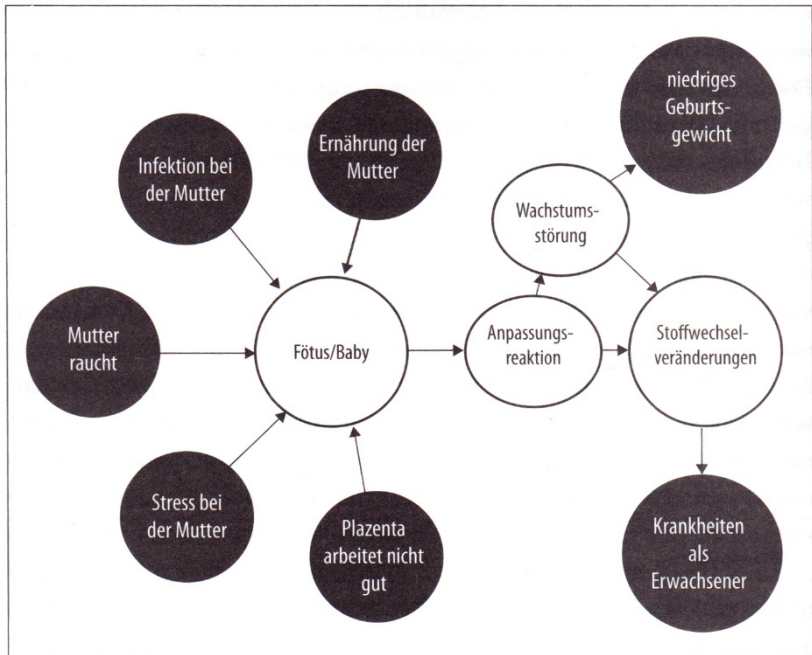 Infektion bei
der Mutter
Ernährung der
Mutter
niedriges
Geburts-
gewicht
Wachstums-
störung
Mutter
raucht
Fötus/Baby
Anpassungs-
reaktion
Stoffwechsel-
veränderungen
Stress bei
der Mutter
Plazenta
arbeitet nicht
gut
Krankheiten
als
Erwachsener